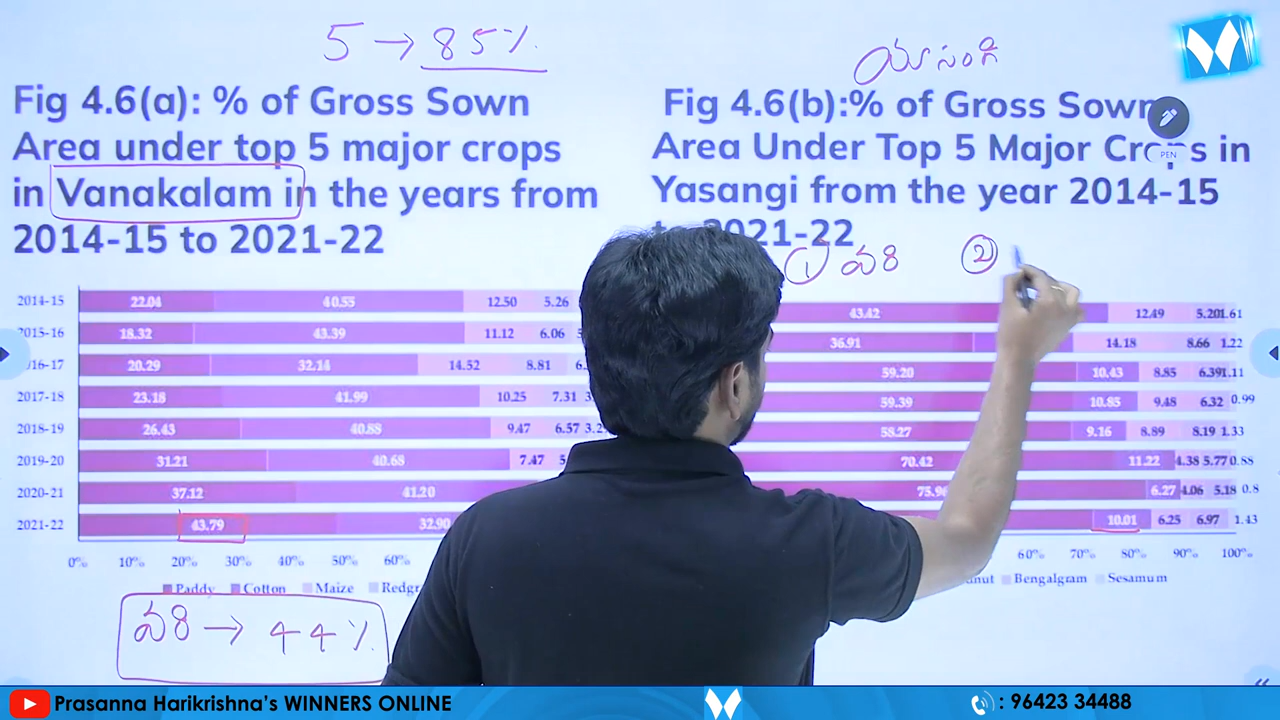 5 → 85%
యాసంగి
Fig 4.6(a): % of Gross Sown
Area under top 5 major crops
in Vanakalam in the years from
2014-15 to 2021-22
Fig 4.6(b):% of Gross Sown
Area Under Top 5 Major Crops in
Yasangi from the year 2014-15
2021-22
PEN
① వరి ②
2014-15 22.04 40.55 12.50 5.26
2015-16 18.32 43.39 11.12 6.06
016-17 20.29 32.14 14.52 8.81
2017-18 23.18 41.99 10.25 7.31
2018-19 26.43 40.88 9.47 6.57
2019-20 31.21 40.68 7.47
2020-21 37.12 41.20
2021-22 43.79 32.90
0% 10% 20% 30% 40% 50% 60%
Paddy Cotton Maize Redgr
43.42 12.49 5.20 1.61
36.91 14.18 8.66 1.22
59.20 10.43 8.85 6.39 1.11
59.39 10.85 9.48 6.32 0.99
58.27 9.16 8.89 8.19 1.33
70.42 11.22 4.38 5.77 0.88
6.27 4.06 5.18 0.8
10.01 6.25 6.97 1.43
60% 70% 80% 90% 100%
nut Bengalgram Sesamum
వరి → 44%
Prasanna Harikrishna's WINNERS ONLINE
: 96423 34488